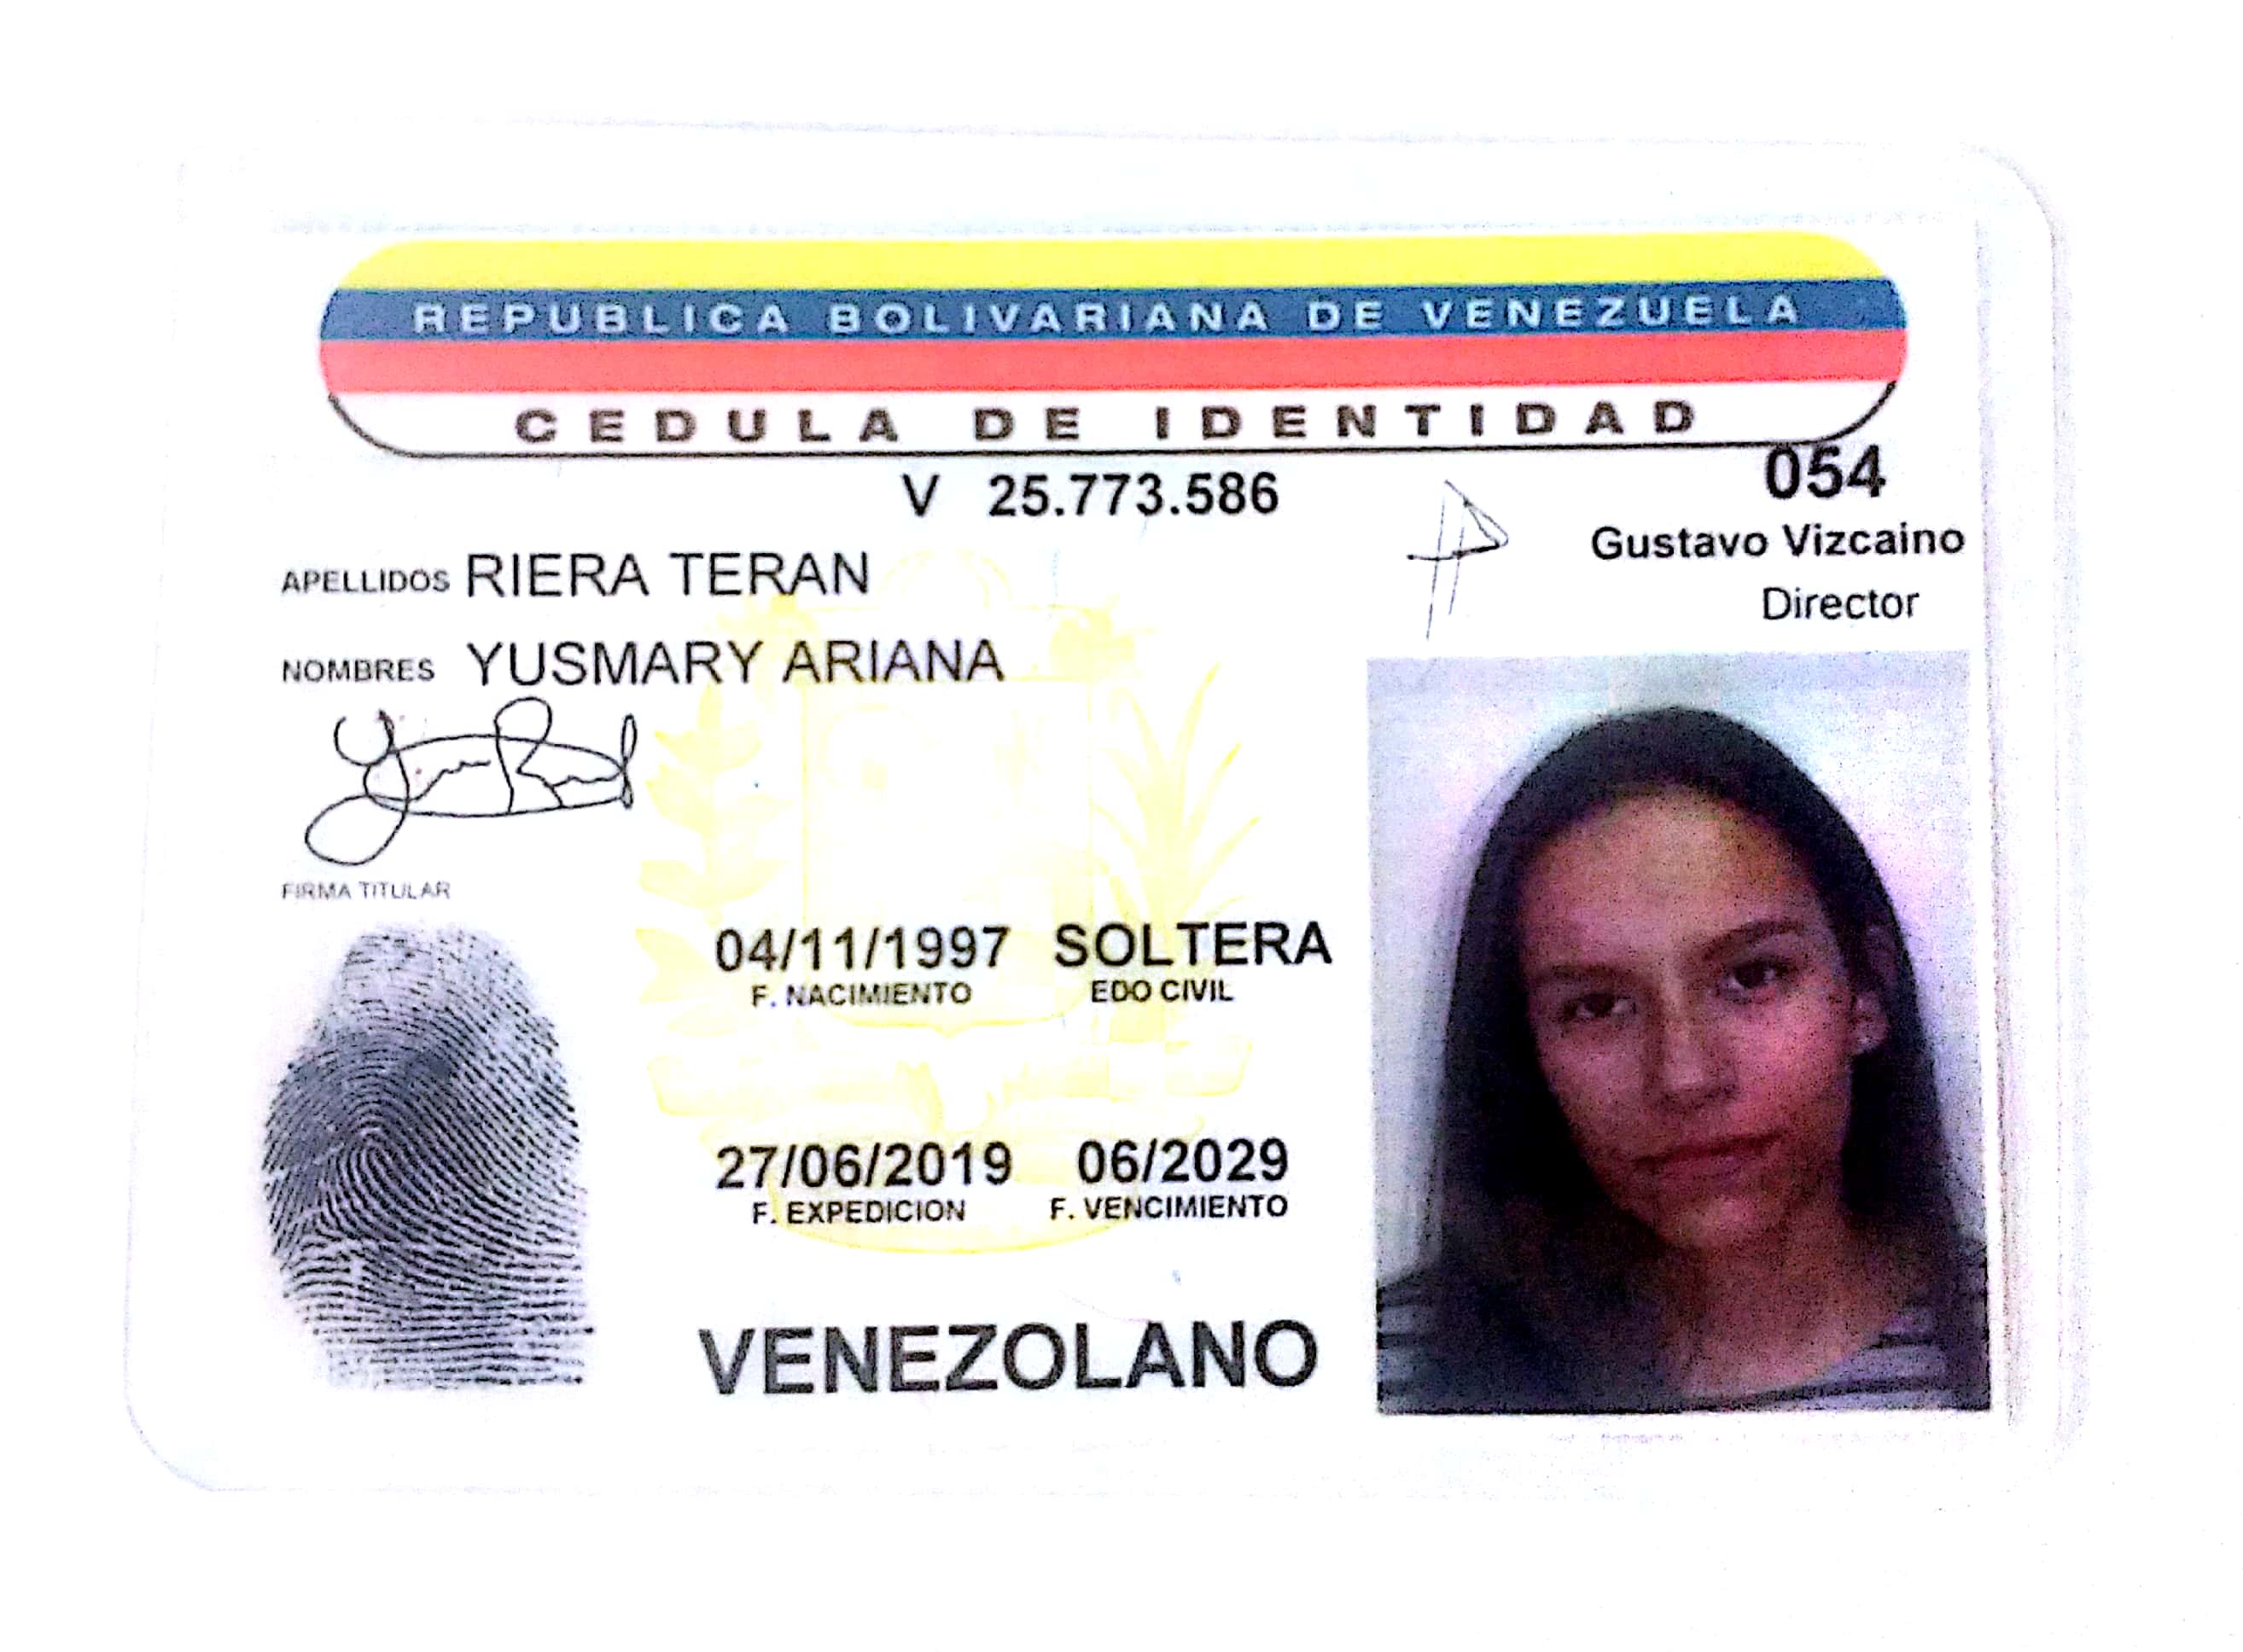 REPUBLICA BOLIVARIANA DE VENEZUELA
CEDULA DE IDENTIDAD
V 25.773.586
054
Gustavo Vizcaino
Director
APELLIDOS RIERA TERAN
NOMBRES YUSMARY ARIANA
FIRMA TITULAR
04/11/1997 SOLTERA
F. NACIMIENTO EDO CIVIL
27/06/2019 06/2029
F. EXPEDICION F. VENCIMIENTO
VENEZOLANO